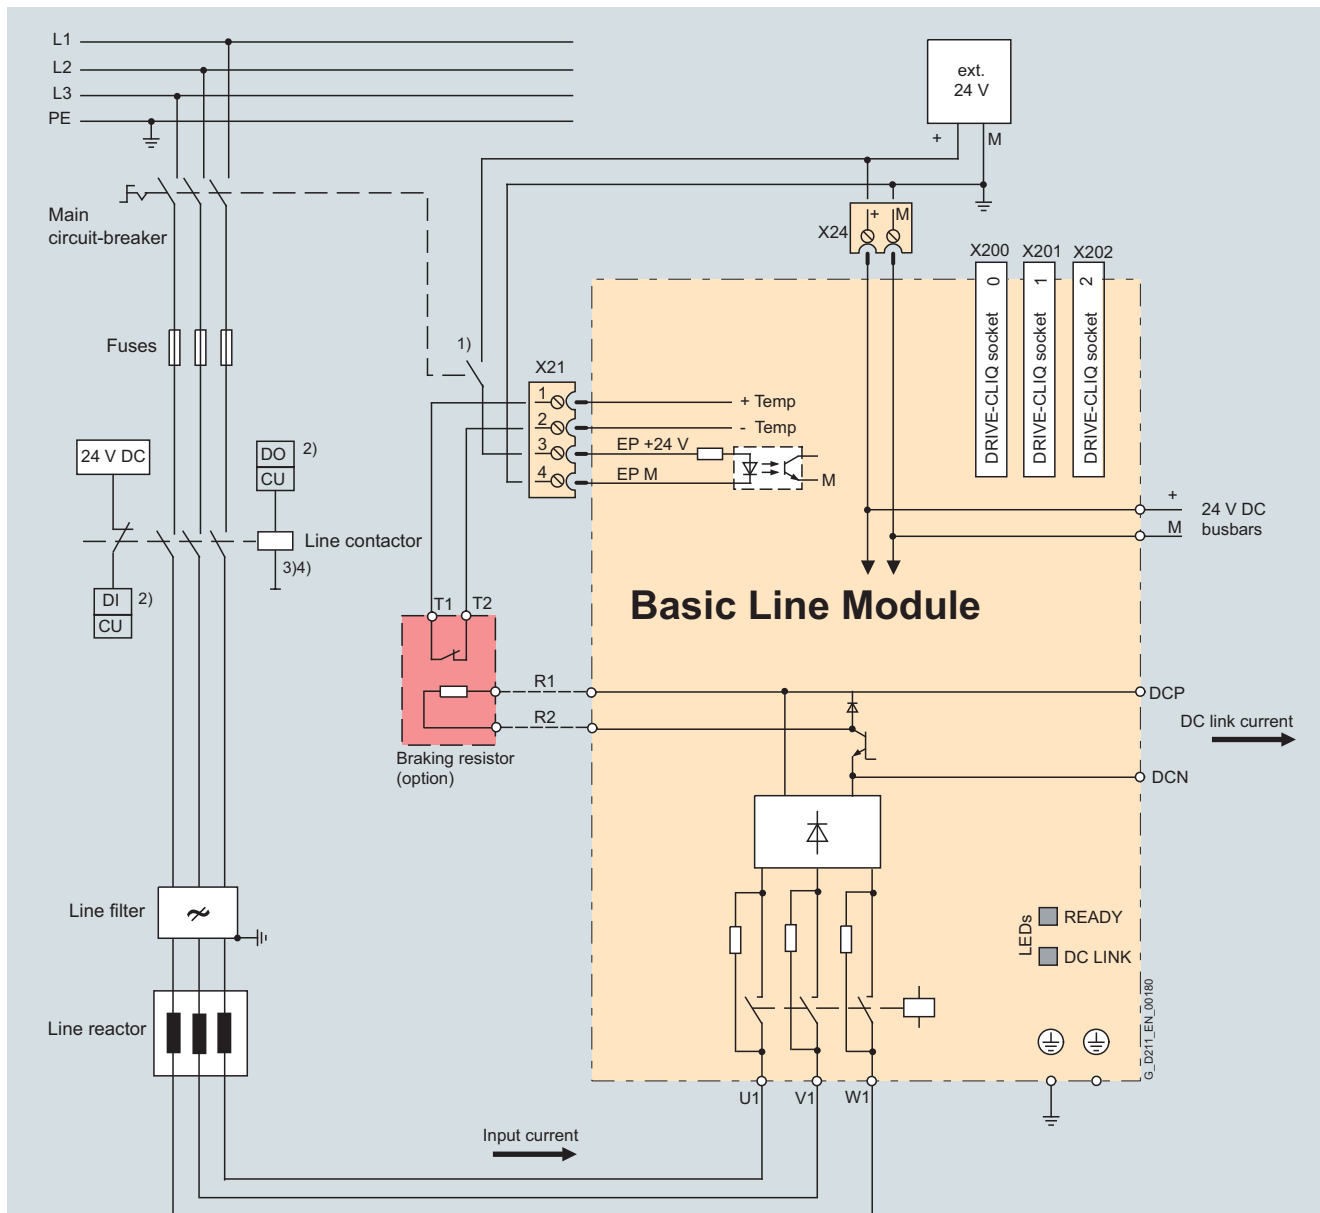 L1
L2
L3
PE
ext.
24 V
+
M
Main
circuit-breaker
X24
+
M
X200
X201
X202
DRIVE-CLiQ socket 0
DRIVE-CLiQ socket 1
DRIVE-CLiQ socket 2
Fuses
1)
X21
1
2
3
4
+ Temp
- Temp
EP +24 V
EP M
M
24 V DC
DO
CU
2)
Line contactor
3)4)
DI
CU
2)
+
M
24 V DC
busbars
Basic Line Module
T1
T2
R1
R2
Braking resistor
(option)
DCP
DC link current
DCN
Line filter
Line reactor
LEDs
READY
DC LINK
G_D211_EN_00180
U1
V1
W1
Input current